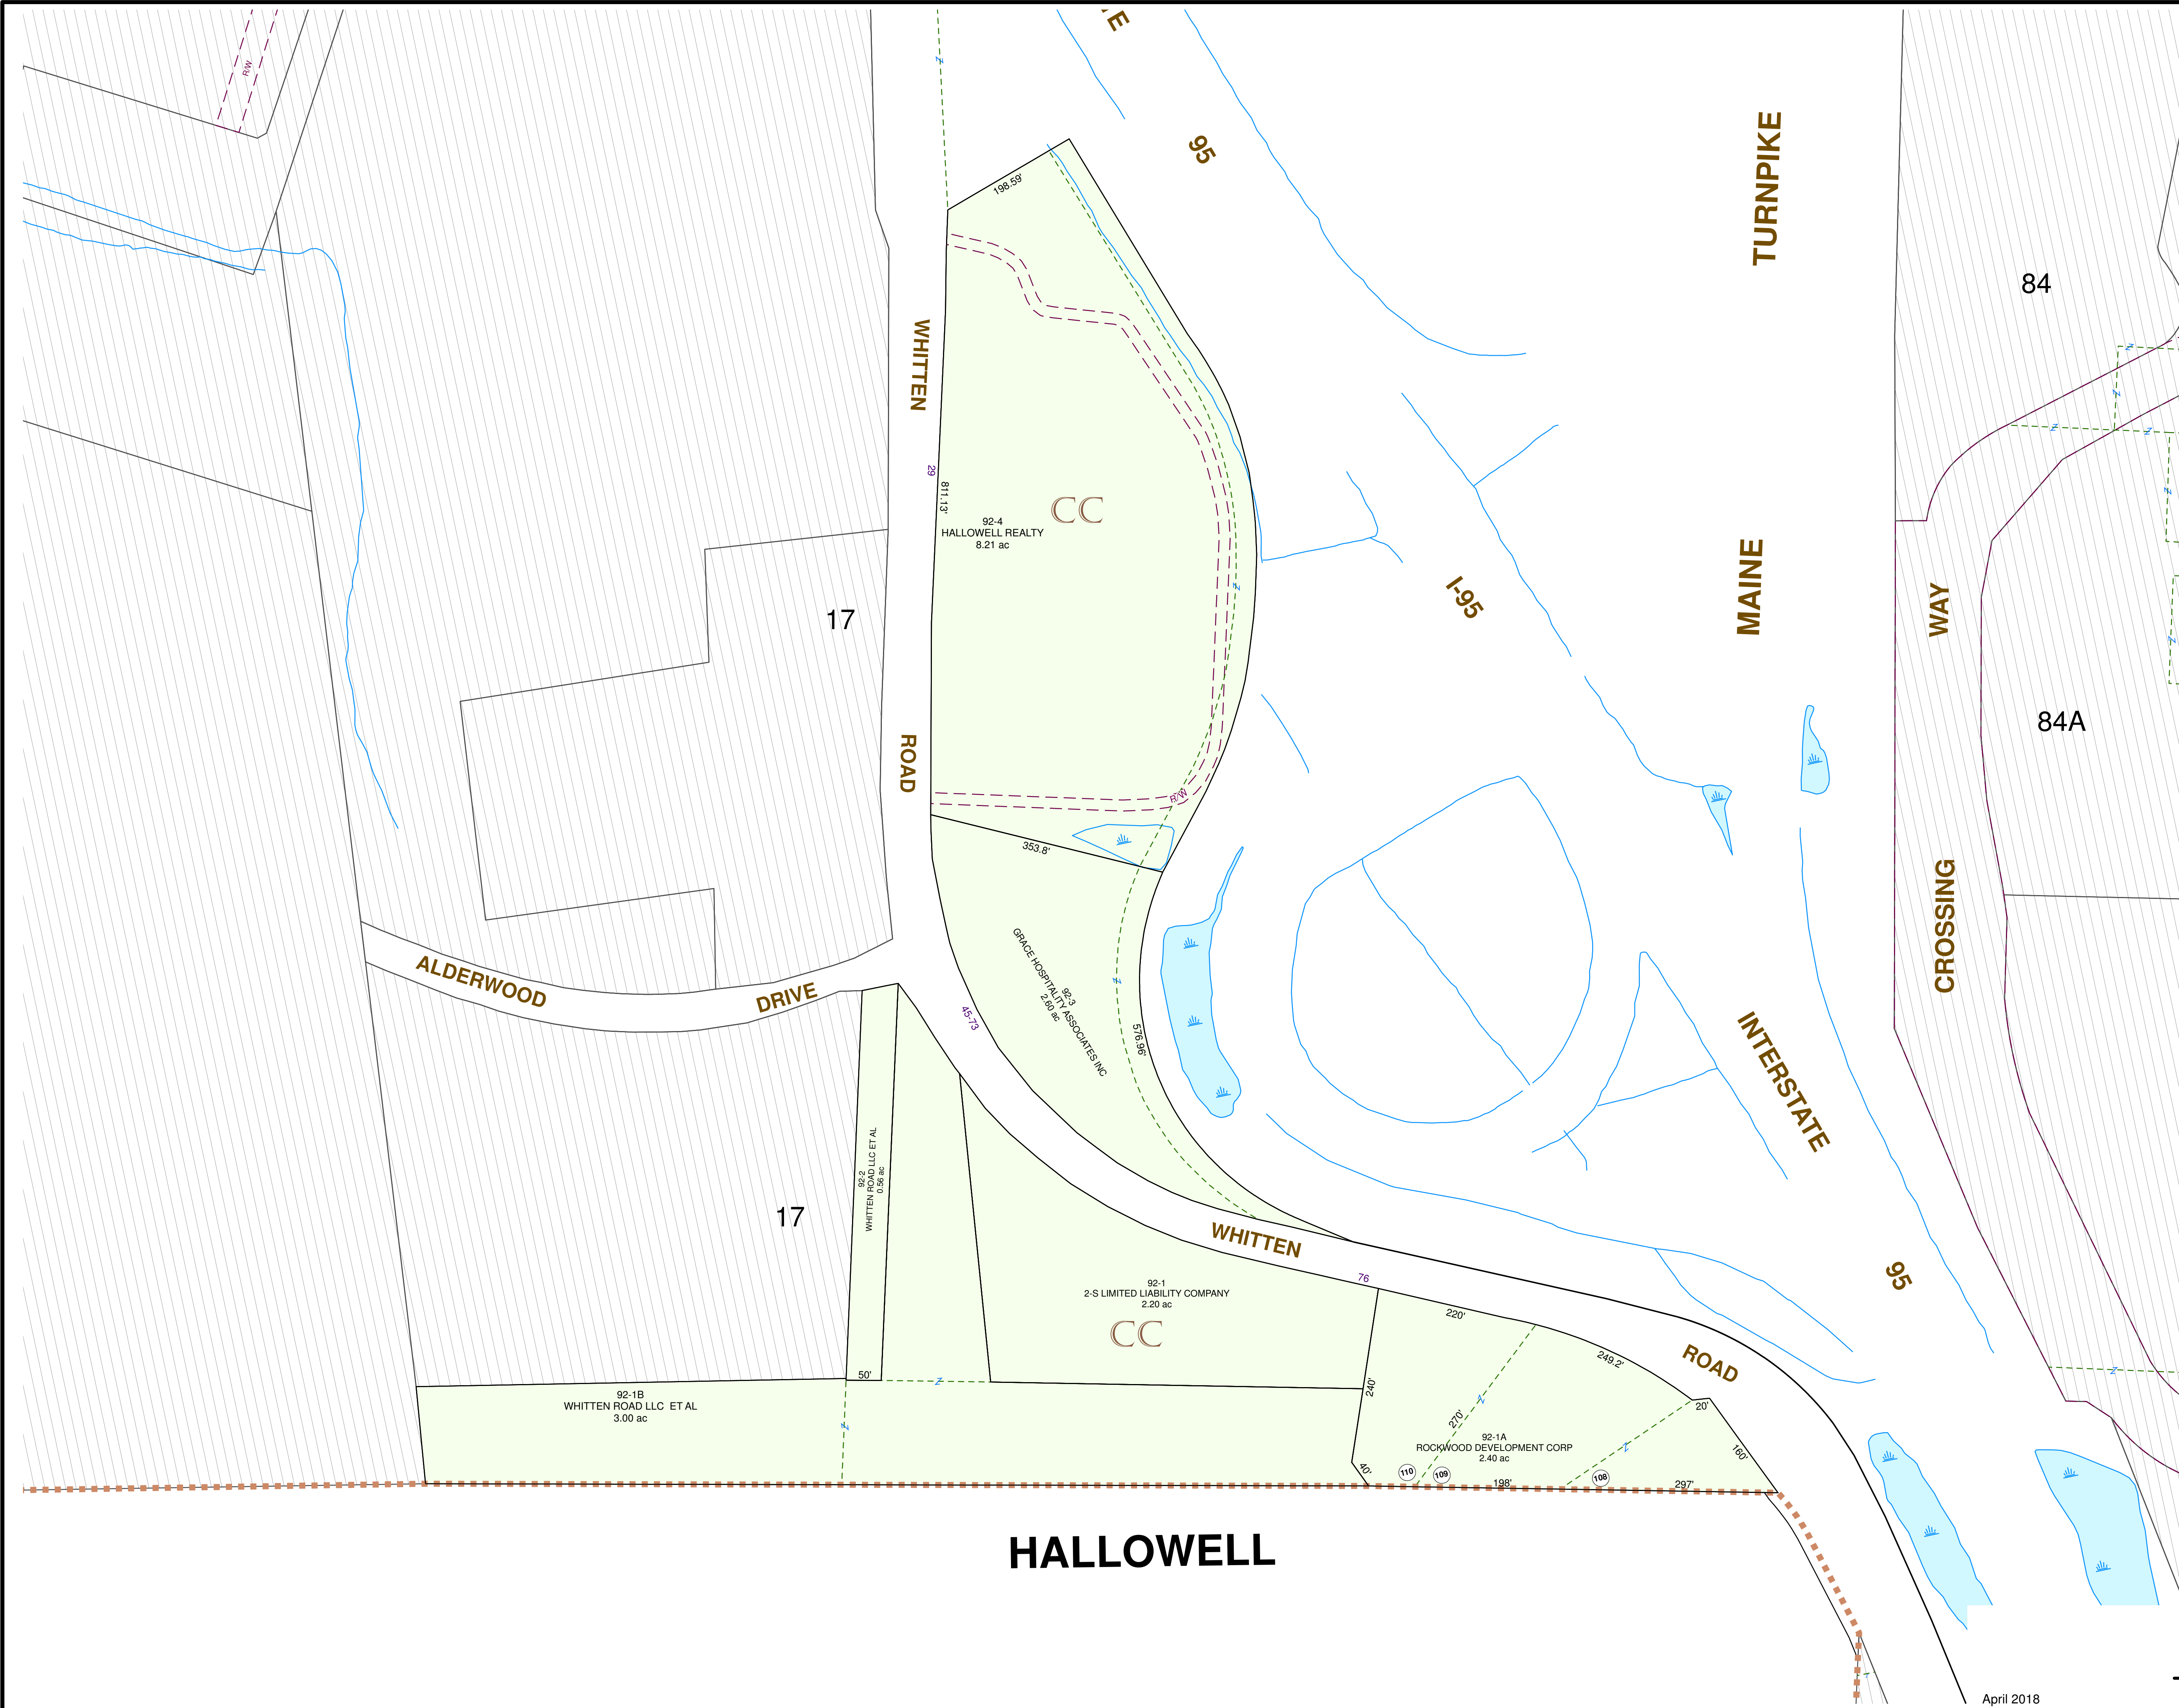 R/W
95
TURNPIKE
198.59'
84
WHITTEN
29
811.13'
CC
92-4
HALLOWELL REALTY
8.21 ac
I-95
MAINE
WAY
17
84A
ROAD
R/W
353.8'
CROSSING
ALDERWOOD
DRIVE
45-73
92-3
GRACE HOSPITALITY ASSOCIATES INC
2.60 ac
576.96'
INTERSTATE
92-2
WHITTEN ROAD LLC ET AL
0.56 ac
17
WHITTEN
76
95
92-1
2-S LIMITED LIABILITY COMPANY
2.20 ac
CC
220'
249.2'
ROAD
50'
240'
20'
92-1B
WHITTEN ROAD LLC ET AL
3.00 ac
270'
92-1A
ROCKWOOD DEVELOPMENT CORP
2.40 ac
160'
40'
110
109
198'
108
297'
HALLOWELL
April 2018